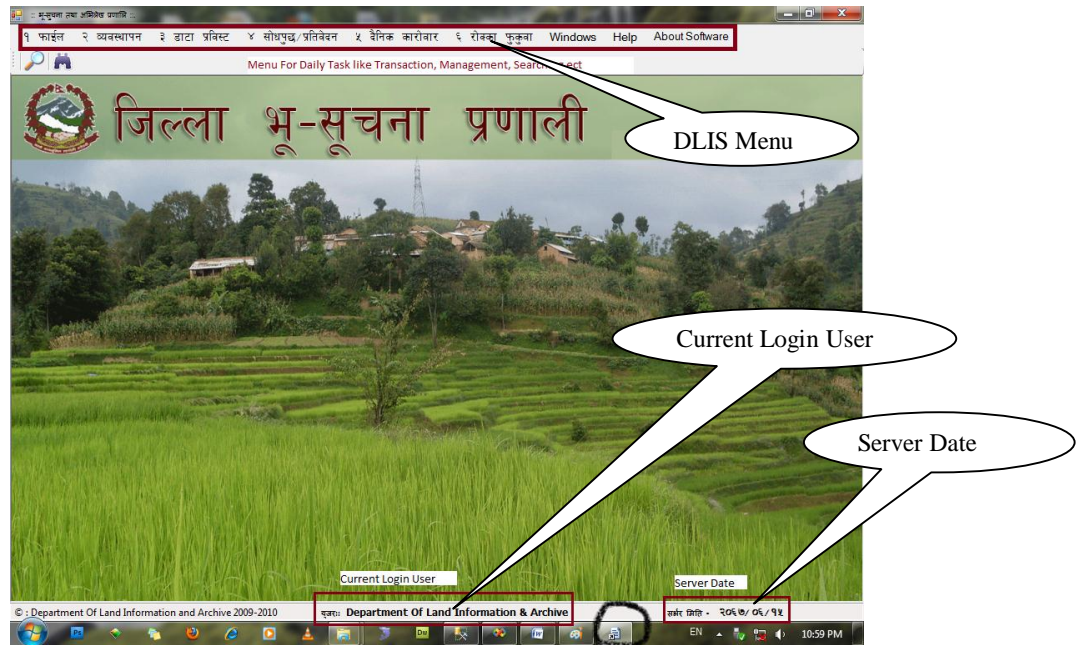 :: भू-सूचना तथा अभिलेख प्रणालि ::
१ फाईल २ व्यवस्थापन ३ डाटा प्रविस्ट ४ सोधपुछ/प्रतिवेदन ५ दैनिक कारोवार ६ रोक्का फुकुवा Windows Help About Software
Menu For Daily Task like Transaction, Management, Search ect
जिल्ला भू-सूचना प्रणाली
DLIS Menu
Current Login User
Server Date
Current Login User
Server Date
© : Department Of Land Information and Archive 2009-2010 Department Of Land Information & Archive सर्भर मिति - २०६७/०६/१५
Ps Dw W EN 10:59 PM